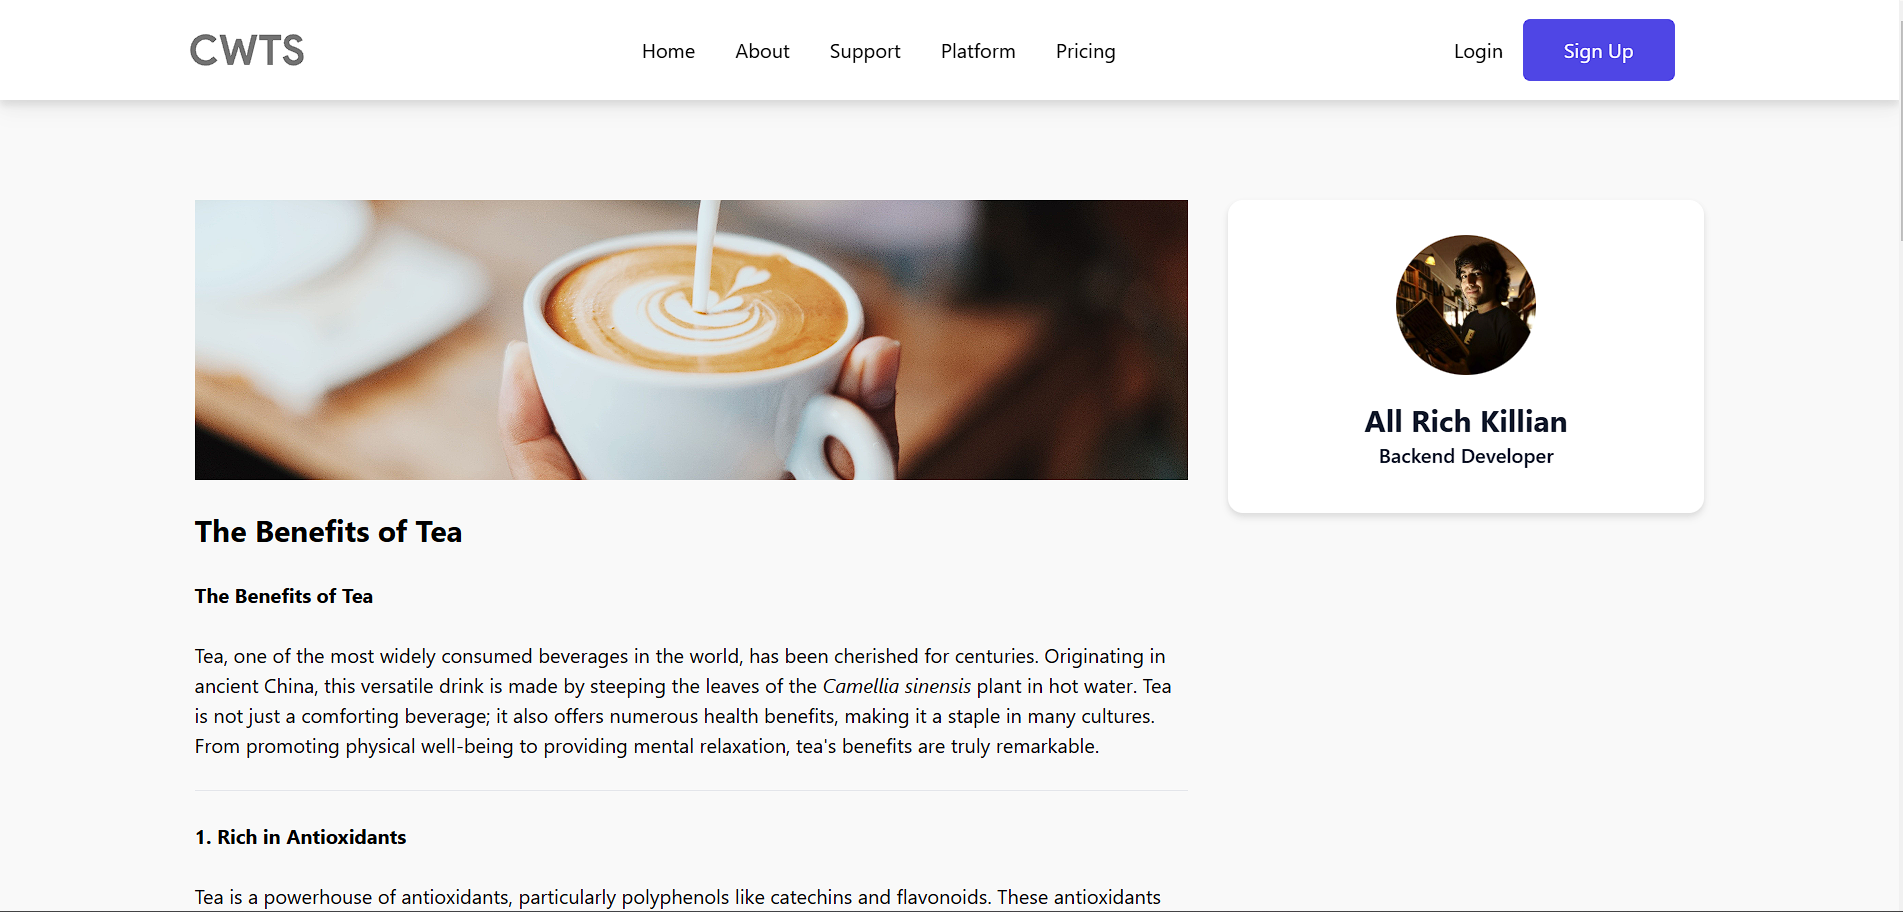 CWTS
Home About Support Platform Pricing
Login Sign Up
All Rich Killian
Backend Developer
The Benefits of Tea
The Benefits of Tea
Tea, one of the most widely consumed beverages in the world, has been cherished for centuries. Originating in
ancient China, this versatile drink is made by steeping the leaves of the Camellia sinensis plant in hot water. Tea
is not just a comforting beverage; it also offers numerous health benefits, making it a staple in many cultures.
From promoting physical well-being to providing mental relaxation, tea's benefits are truly remarkable.
1. Rich in Antioxidants
Tea is a powerhouse of antioxidants, particularly polyphenols like catechins and flavonoids. These antioxidants